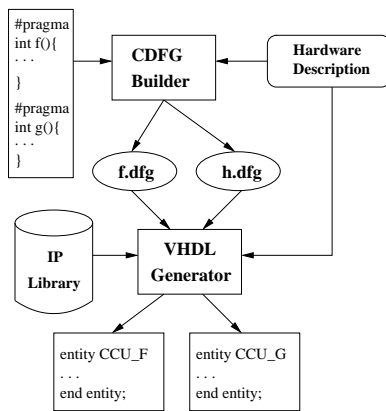 #pragma
int f(){
. . .
}
#pragma
int g(){
. . .
}
CDFG
Builder
Hardware
Description
f.dfg
h.dfg
IP
Library
VHDL
Generator
entity CCU_F
. . .
end entity;
entity CCU_G
. . .
end entity;